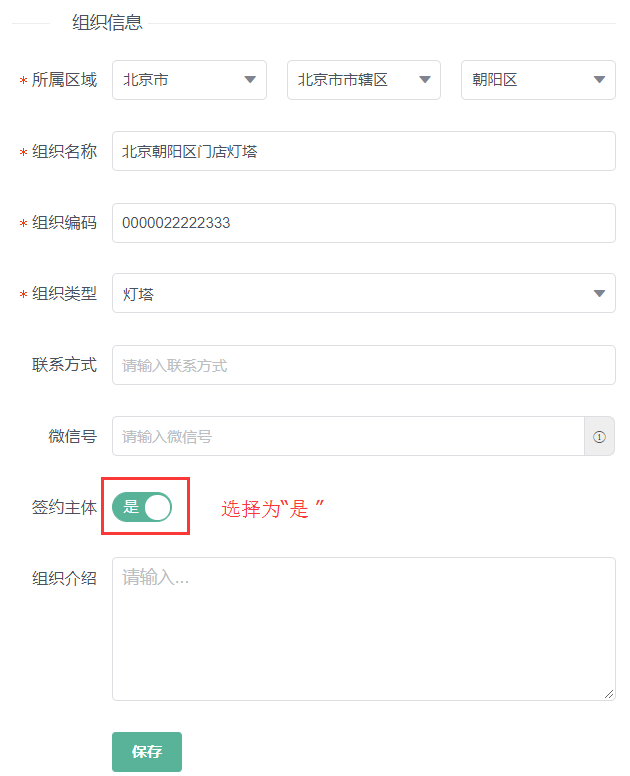 组织信息
* 所属区域 北京市 北京市市辖区 朝阳区
* 组织名称 北京朝阳区门店灯塔
* 组织编码 0000022222333
* 组织类型 灯塔
联系方式 请输入联系方式
微信号 请输入微信号 ①
签约主体 是 选择为“是 ”
组织介绍 请输入...
保存